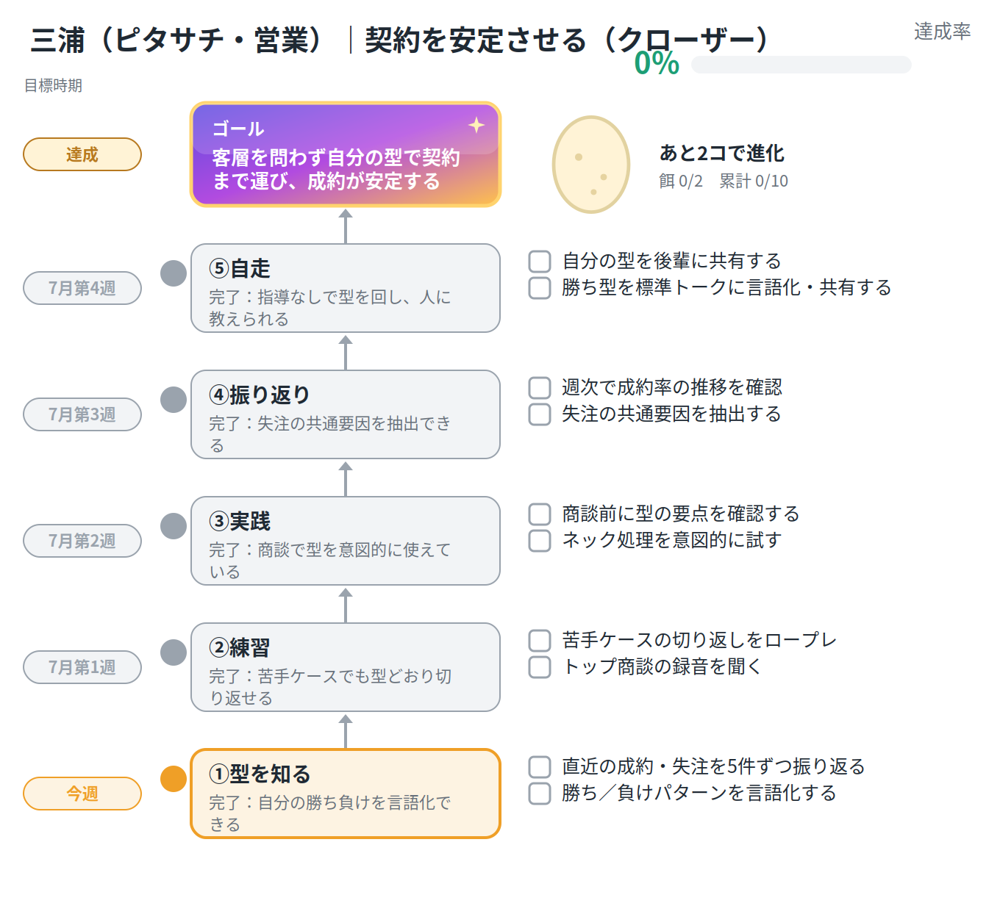 三浦（ピタサチ・営業）｜契約を安定させる（クローザー）
達成率
0%
目標時期
達成
ゴール
客層を問わず自分の型で契約
まで運び、成約が安定する
あと2コで進化
餌 0/2　累計 0/10
7月第4週
⑤自走
完了：指導なしで型を回し、人に
教えられる
自分の型を後輩に共有する
勝ち型を標準トークに言語化・共有する
7月第3週
④振り返り
完了：失注の共通要因を抽出でき
る
週次で成約率の推移を確認
失注の共通要因を抽出する
7月第2週
③実践
完了：商談で型を意図的に使えて
いる
商談前に型の要点を確認する
ネック処理を意図的に試す
7月第1週
②練習
完了：苦手ケースでも型どおり切
り返せる
苦手ケースの切り返しをロープレ
トップ商談の録音を聞く
今週
①型を知る
完了：自分の勝ち負けを言語化で
きる
直近の成約・失注を5件ずつ振り返る
勝ち／負けパターンを言語化する